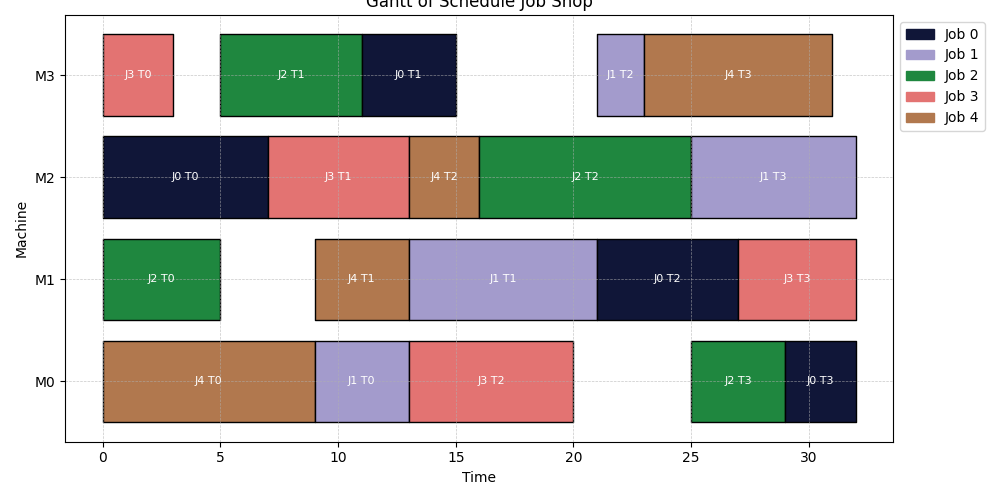 Gantt of Schedule Job Shop
Job 0
Job 1
Job 2
Job 3
Job 4
M3
J3 T0
J2 T1
J0 T1
J1 T2
J4 T3
M2
J0 T0
J3 T1
J4 T2
J2 T2
J1 T3
M1
J2 T0
J4 T1
J1 T1
J0 T2
J3 T3
M0
J4 T0
J1 T0
J3 T2
J2 T3
J0 T3
Machine
0 5 10 15 20 25 30
Time